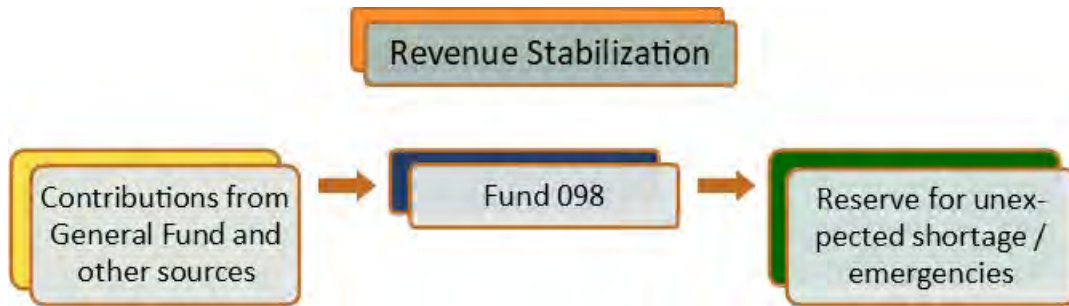 Revenue Stabilization
Contributions from
General Fund and
other sources
Fund 098
Reserve for unex-
pected shortage /
emergencies